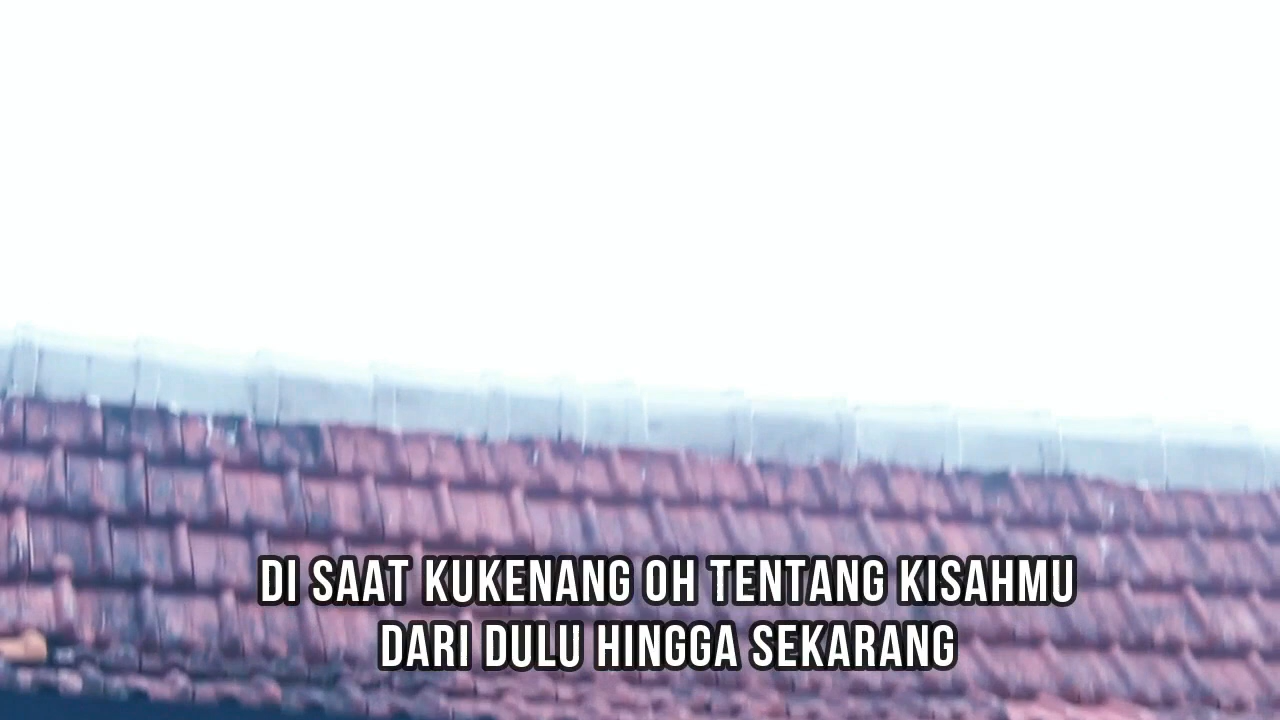 DI SAAT KUKENANG OH TENTANG KISAHMU
DARI DULU HINGGA SEKARANG